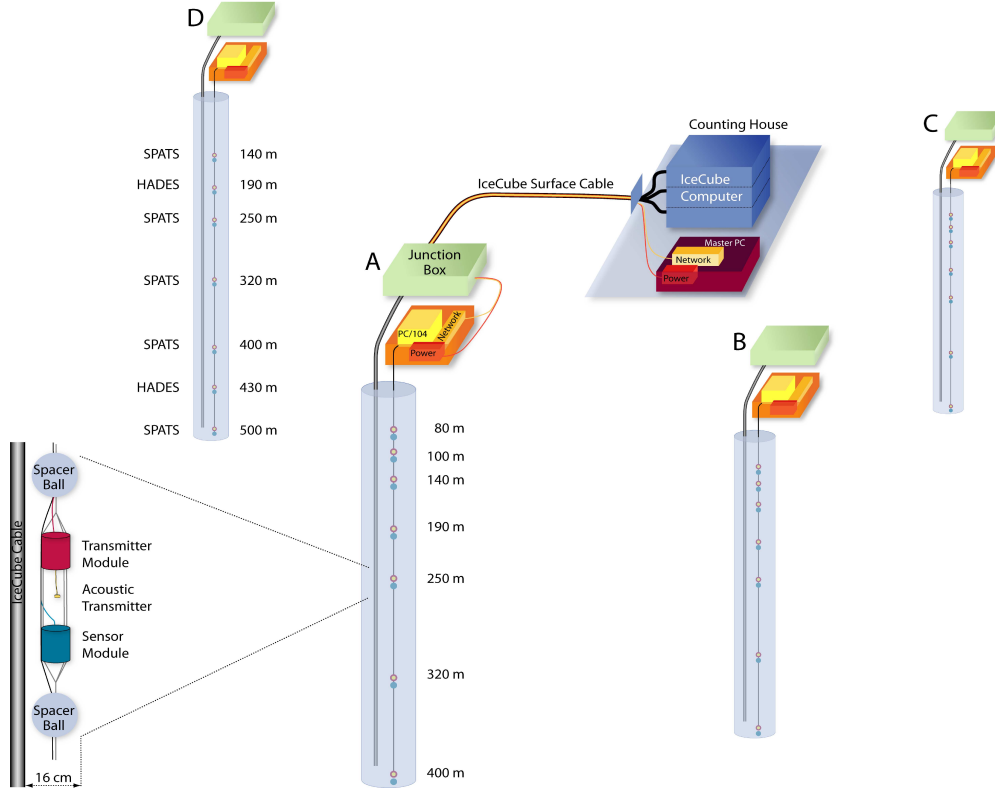 D
SPATS 140 m
HADES 190 m
SPATS 250 m
SPATS 320 m
SPATS 400 m
HADES 430 m
SPATS 500 m
Counting House
IceCube
Computer
IceCube Surface Cable
Master PC
Network
Power
C
A
Junction
Box
PC/104
Network
Power
80 m
100 m
140 m
190 m
250 m
320 m
400 m
B
IceCube Cable
Spacer
Ball
Transmitter
Module
Acoustic
Transmitter
Sensor
Module
Spacer
Ball
16 cm